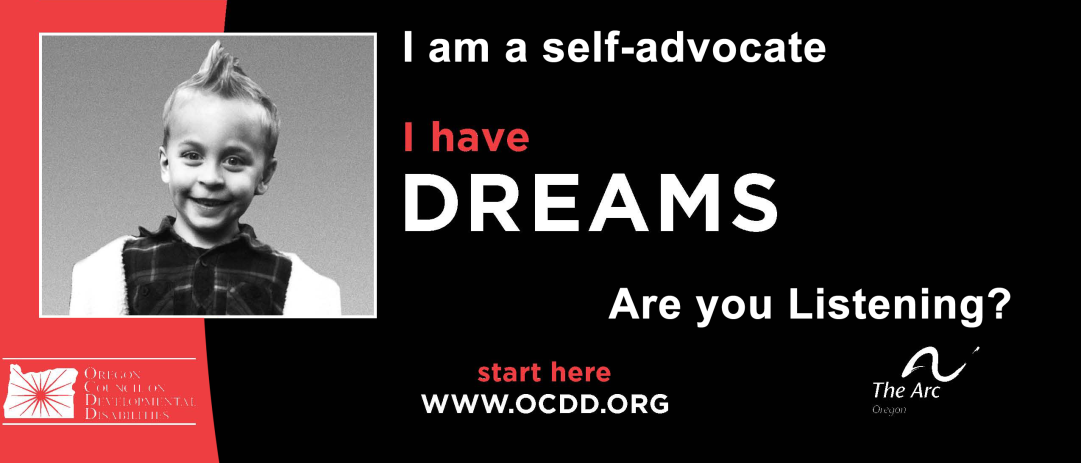 I am a self-advocate
I have
DREAMS
Are you Listening?
start here
WWW.OCDD.ORG
OREGON
COUNCIL ON
DEVELOPMENTAL
DISABILITIES
The Arc
Oregon